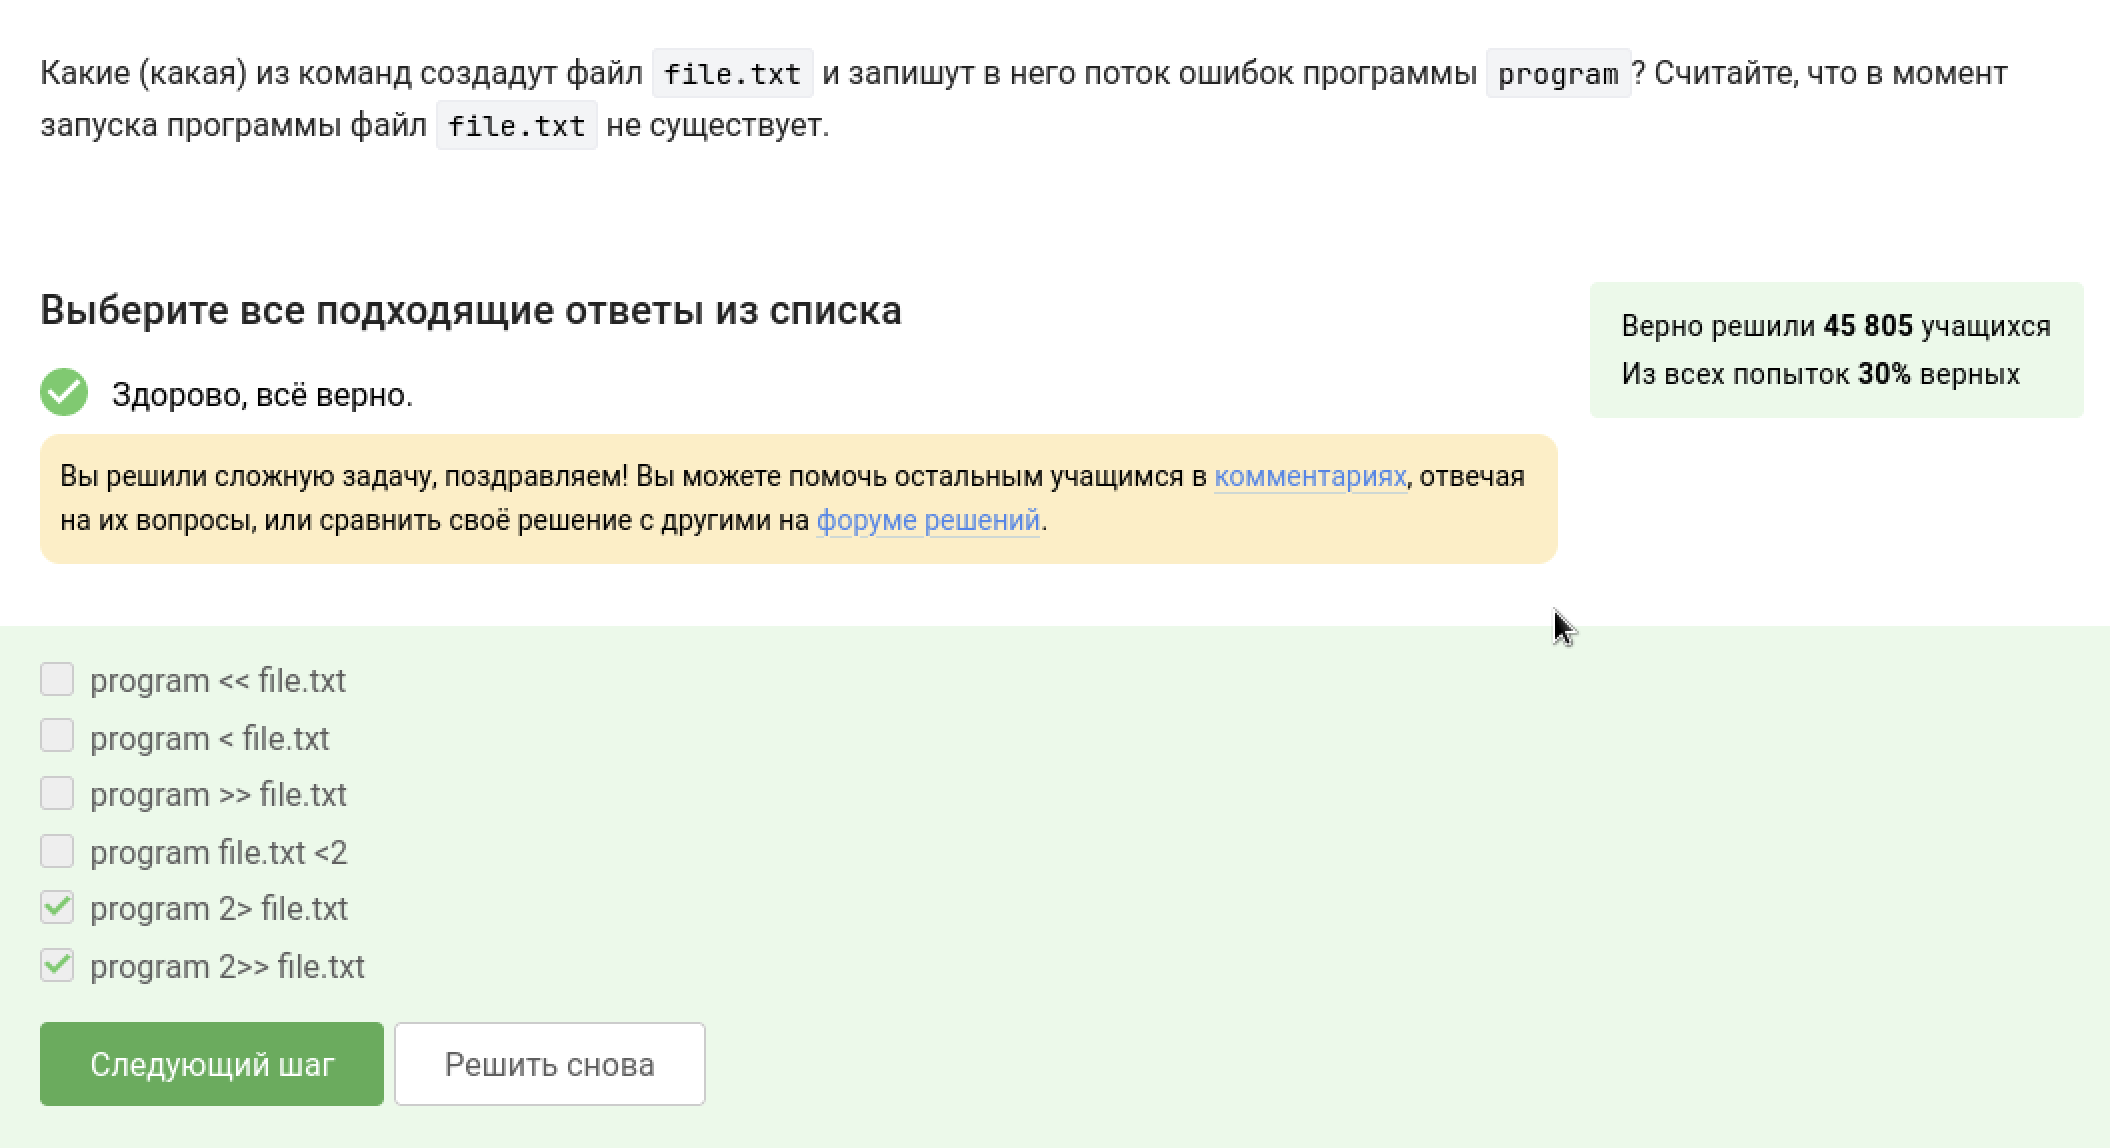 Какие (какая) из команд создадут файл file.txt и запишут в него поток ошибок программы program? Считайте, что в момент
запуска программы файл file.txt не существует.
Выберите все подходящие ответы из списка
Верно решили 45 805 учащихся
Из всех попыток 30% верных
Здорово, всё верно.
Вы решили сложную задачу, поздравляем! Вы можете помочь остальным учащимся в комментариях, отвечая
на их вопросы, или сравнить своё решение с другими на форуме решений.
program << file.txt
program < file.txt
program >> file.txt
program file.txt <2
program 2> file.txt
program 2>> file.txt
Следующий шаг
Решить снова